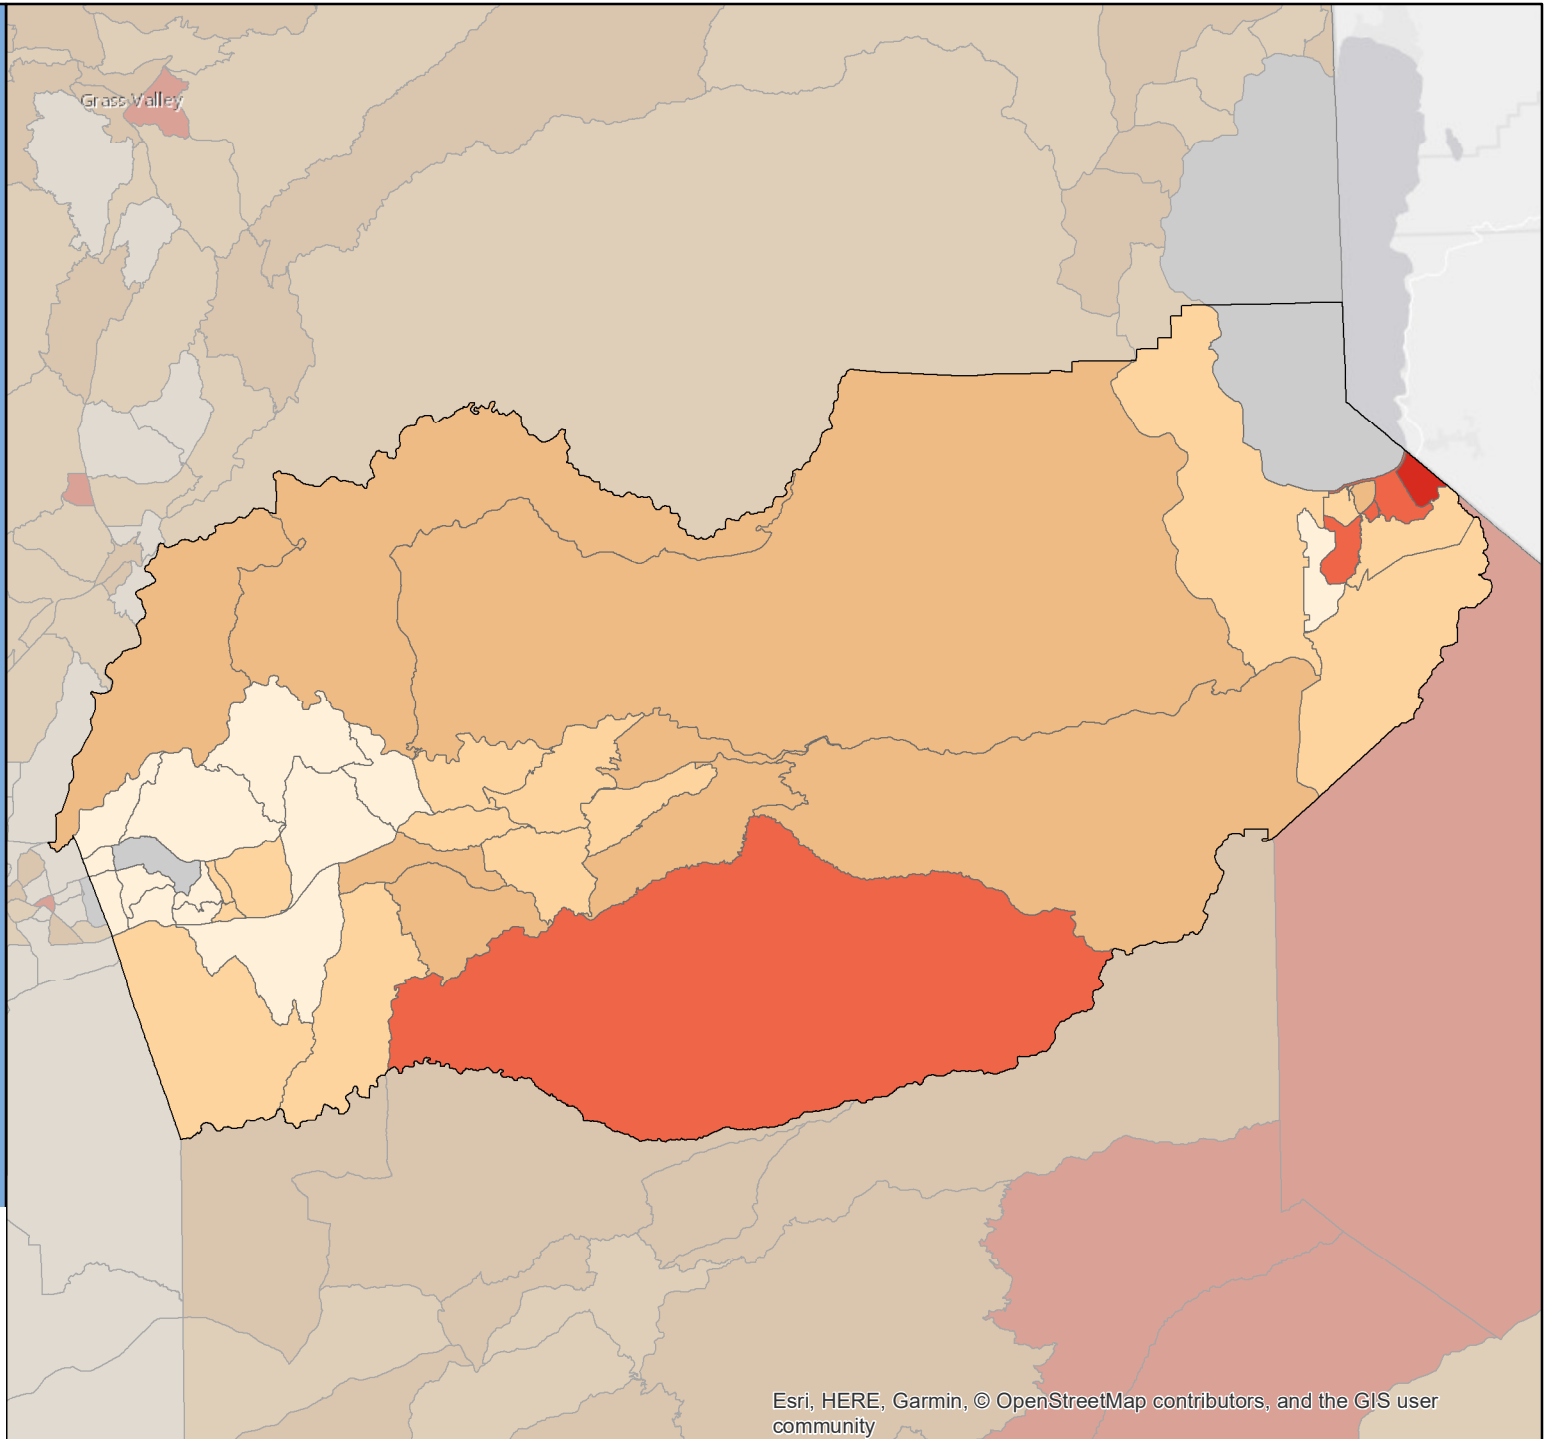 Grass Valley
Esri, HERE, Garmin, © OpenStreetMap contributors, and the GIS user
community